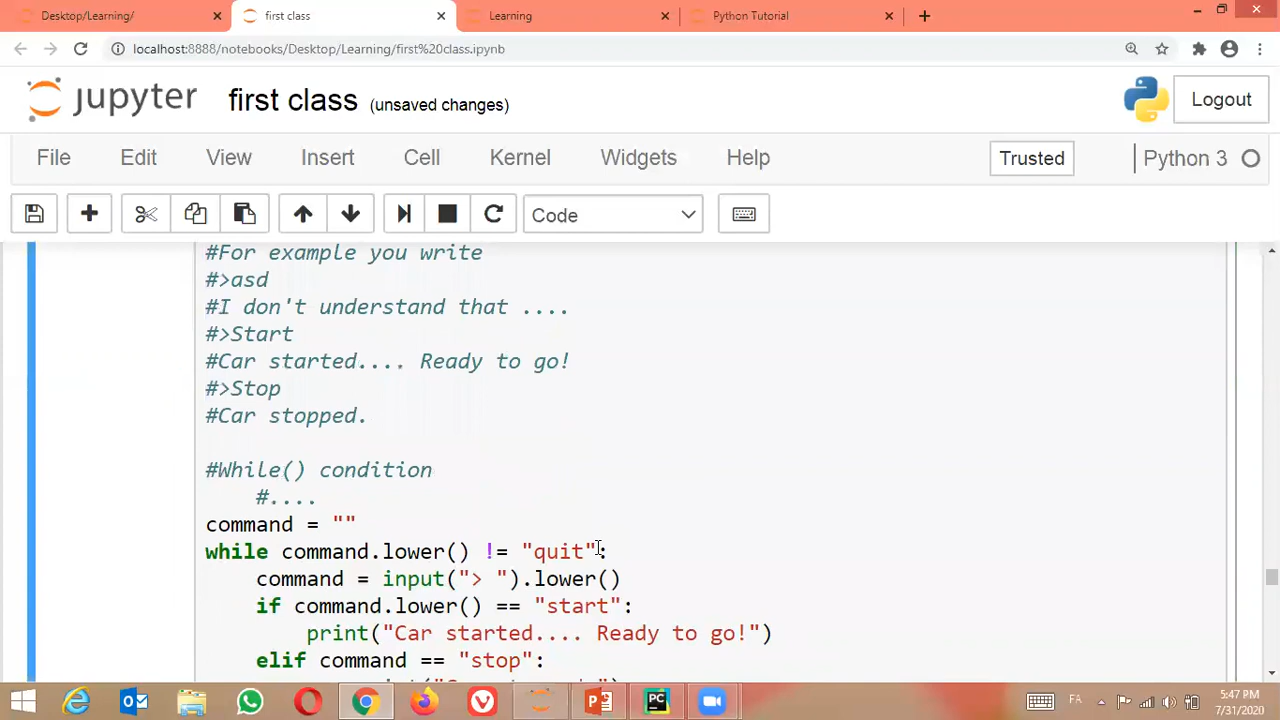 Desktop/Learning/
first class
Learning
Python Tutorial
localhost:8888/notebooks/Desktop/Learning/first%20class.ipynb
jupyter
first class (unsaved changes)
Logout
File Edit View Insert Cell Kernel Widgets Help
Trusted
Python 3
Code
#For example you write
#>asd
#I don't understand that ....
#>Start
#Car started.... Ready to go!
#>Stop
#Car stopped.
#While() condition
#....
command = ""
while command.lower() != "quit":
command = input("> ").lower()
if command.lower() == "start":
print("Car started.... Ready to go!")
elif command == "stop":
FA
5:47 PM
7/31/2020